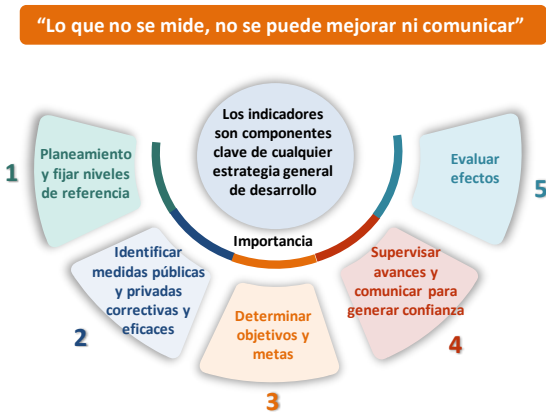 “Lo que no se mide, no se puede mejorar ni comunicar”
Los indicadores
son componentes
clave de cualquier
estrategia general
de desarrollo
Importancia
1
Planeamiento
y fijar niveles
de referencia
2
Identificar
medidas públicas
y privadas
correctivas y
eficaces
3
Determinar
objetivos y
metas
4
Supervisar
avances y
comunicar para
generar confianza
5
Evaluar
efectos